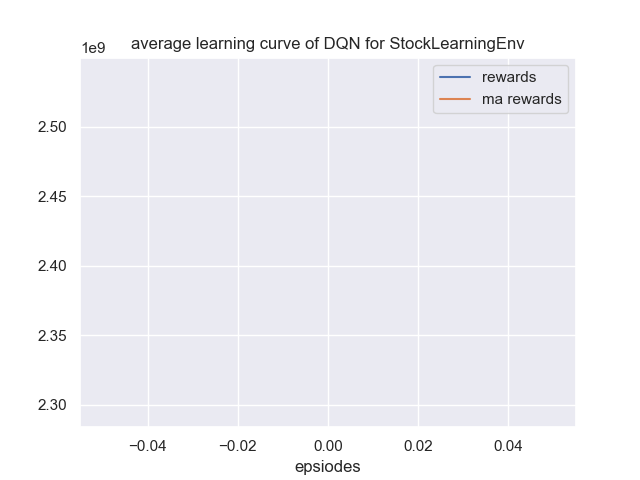 1e9
average learning curve of DQN for StockLearningEnv
rewards
ma rewards
2.50
2.45
2.40
2.35
2.30
−0.04 −0.02 0.00 0.02 0.04
epsiodes